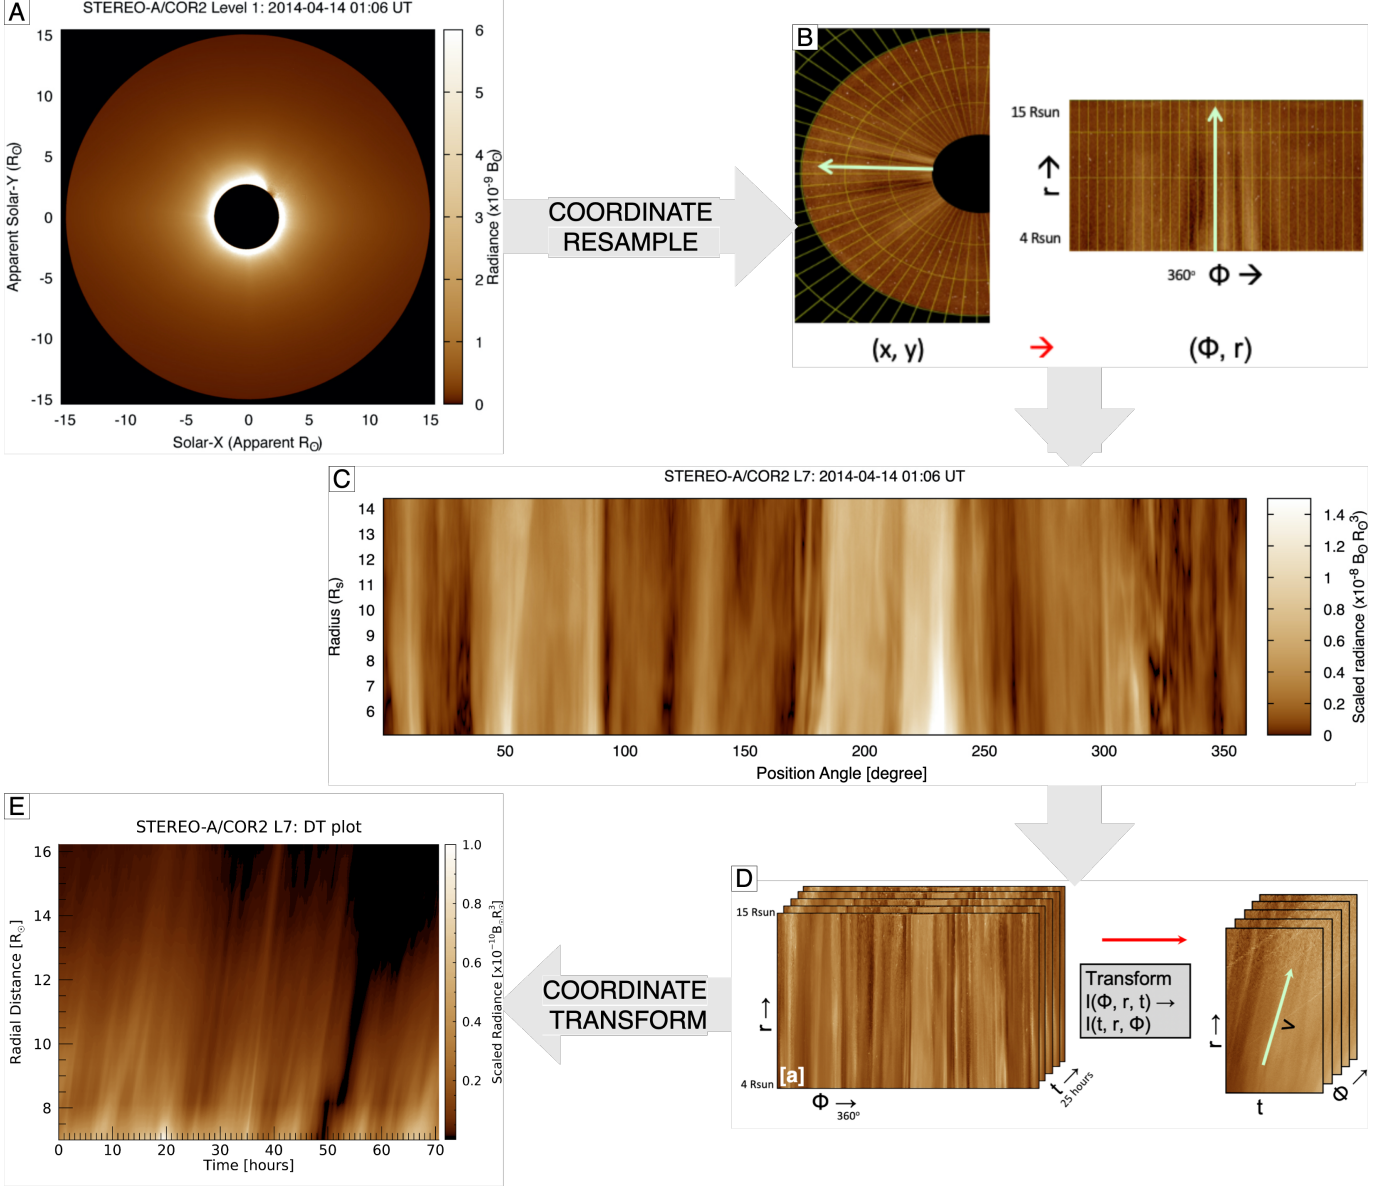 A
STEREO-A/COR2 Level 1: 2014-04-14 01:06 UT
15
10
5
0
-5
-10
-15
Apparent Solar-Y (R⊙)
-15 -10 -5 0 5 10 15
Solar-X (Apparent R⊙)
6
5
4
3
2
1
0
Radiance (x10⁻⁹ B⊙)
COORDINATE
RESAMPLE
B
15 Rsun
r →
4 Rsun
360° Φ →
(x, y) → (Φ, r)
C
STEREO-A/COR2 L7: 2014-04-14 01:06 UT
14
13
12
11
10
9
8
7
6
Radius (Rₛ)
50 100 150 200 250 300 350
Position Angle [degree]
1.4
1.2
1
0.8
0.6
0.4
0.2
0
Scaled radiance (x10⁻⁸ B⊙ R⊙³)
E
STEREO-A/COR2 L7: DT plot
16
14
12
10
8
Radial Distance [R☉]
0 10 20 30 40 50 60 70
Time [hours]
1.0
0.8
0.6
0.4
0.2
Scaled Radiance [x10⁻¹⁰B☉R☉³]
COORDINATE
TRANSFORM
D
15 Rsun
r →
4 Rsun
[a]
Φ →
360°
t →
25 hours
Transform
I(Φ, r, t) →
I(t, r, Φ)
r →
v
t
Φ →